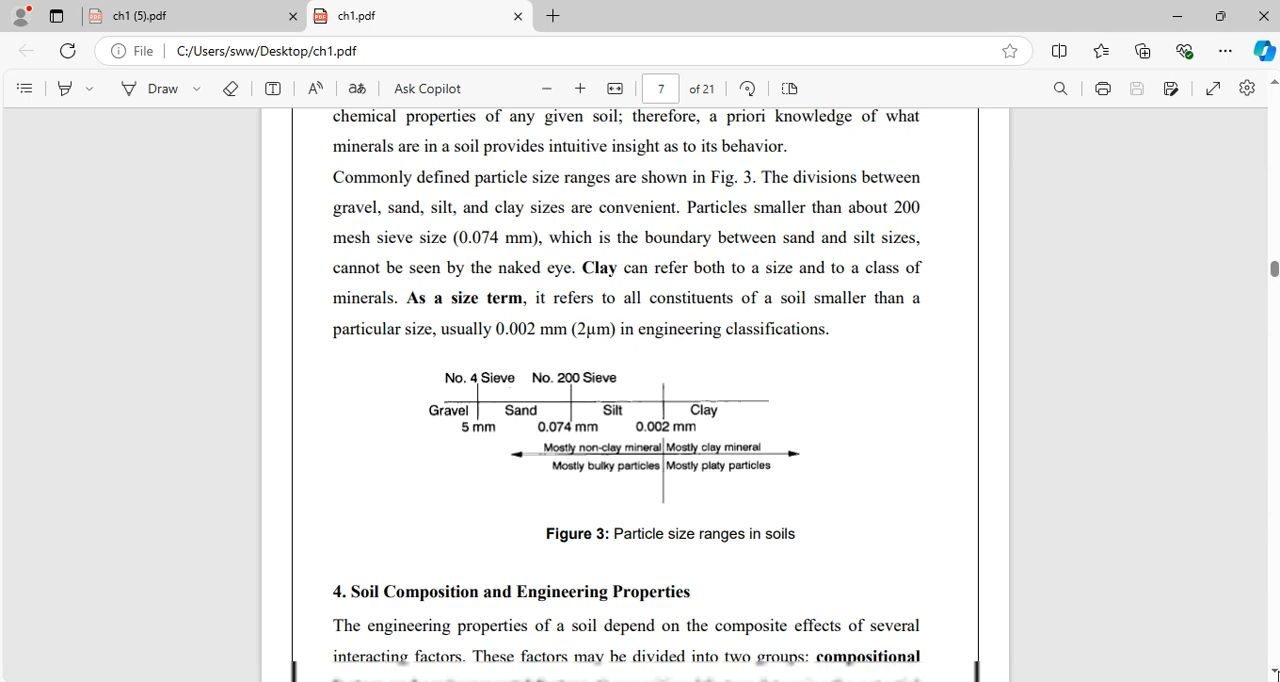 ch1 (5).pdf
ch1.pdf
File
C:/Users/sww/Desktop/ch1.pdf
Draw
aあ
Ask Copilot
7
of 21
chemical properties of any given soil; therefore, a priori knowledge of what
minerals are in a soil provides intuitive insight as to its behavior.
Commonly defined particle size ranges are shown in Fig. 3. The divisions between
gravel, sand, silt, and clay sizes are convenient. Particles smaller than about 200
mesh sieve size (0.074 mm), which is the boundary between sand and silt sizes,
cannot be seen by the naked eye. Clay can refer both to a size and to a class of
minerals. As a size term, it refers to all constituents of a soil smaller than a
particular size, usually 0.002 mm (2μm) in engineering classifications.
No. 4 Sieve No. 200 Sieve
Gravel Sand Silt Clay
5 mm 0.074 mm 0.002 mm
Mostly non-clay mineral Mostly clay mineral
Mostly bulky particles Mostly platy particles
Figure 3: Particle size ranges in soils
4. Soil Composition and Engineering Properties
The engineering properties of a soil depend on the composite effects of several
interacting factors. These factors may be divided into two groups: compositional